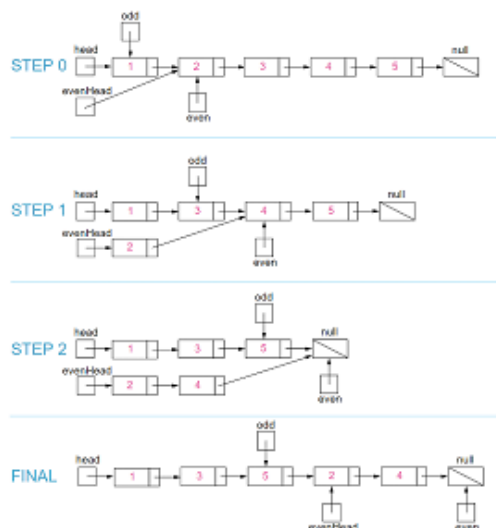 odd
head
null
STEP 0
1 2 3 4 5
evenHead
even
odd
head
null
STEP 1
1 3 4 5
evenHead
2
even
odd
head
null
STEP 2
1 3 5
evenHead
2 4
even
odd
head
null
FINAL
1 3 5 2 4
evenHead
even